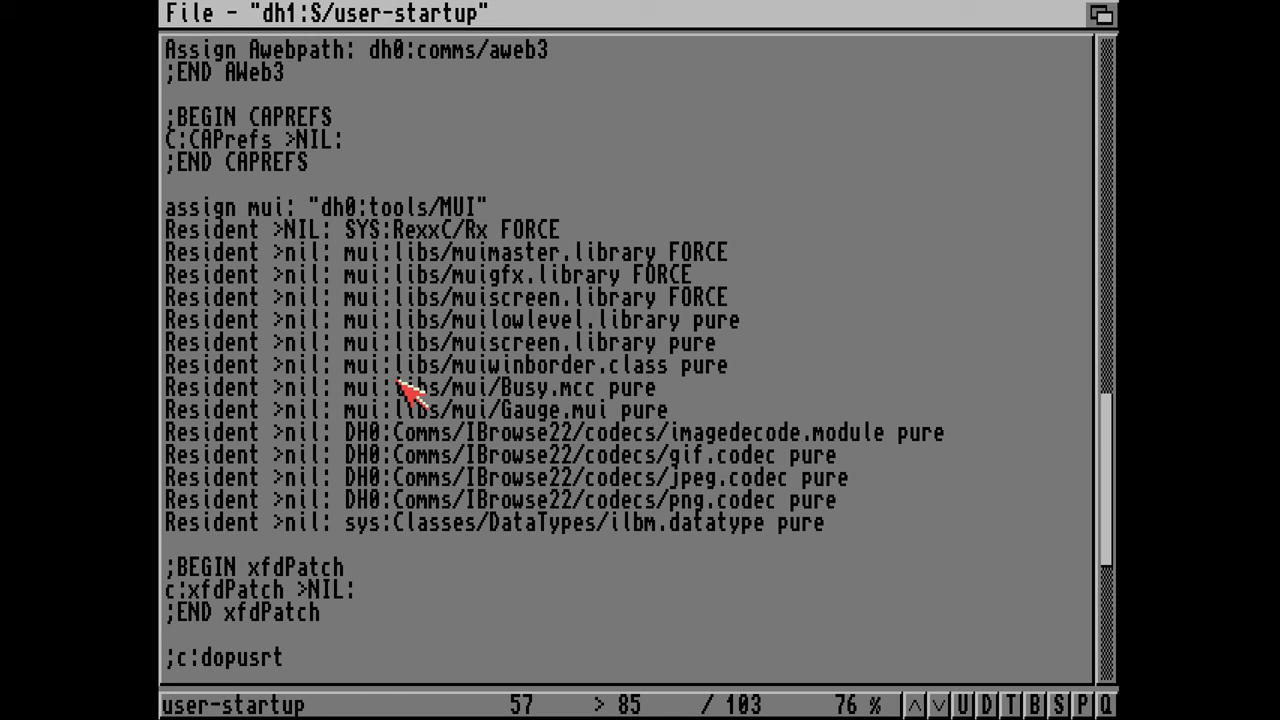 File - "dh1:S/user-startup"
Assign Awebpath: dh0:comms/aweb3
;END AWeb3
;BEGIN CAPREFS
C:CAPrefs >NIL:
;END CAPREFS
assign mui: "dh0:tools/MUI"
Resident >NIL: SYS:RexxC/Rx FORCE
Resident >nil: mui:libs/muimaster.library FORCE
Resident >nil: mui:libs/muigfx.library FORCE
Resident >nil: mui:libs/muiscreen.library FORCE
Resident >nil: mui:libs/muilowlevel.library pure
Resident >nil: mui:libs/muiscreen.library pure
Resident >nil: mui:libs/muiwinborder.class pure
Resident >nil: mui:libs/mui/Busy.mcc pure
Resident >nil: mui:libs/mui/Gauge.mui pure
Resident >nil: DH0:Comms/IBrowse22/codecs/imagedecode.module pure
Resident >nil: DH0:Comms/IBrowse22/codecs/gif.codec pure
Resident >nil: DH0:Comms/IBrowse22/codecs/jpeg.codec pure
Resident >nil: DH0:Comms/IBrowse22/codecs/png.codec pure
Resident >nil: sys:Classes/DataTypes/ilbm.datatype pure
;BEGIN xfdPatch
c:xfdPatch >NIL:
;END xfdPatch
;c:dopusrt
user-startup 57 > 85 / 103 76 % U D T B S P Q